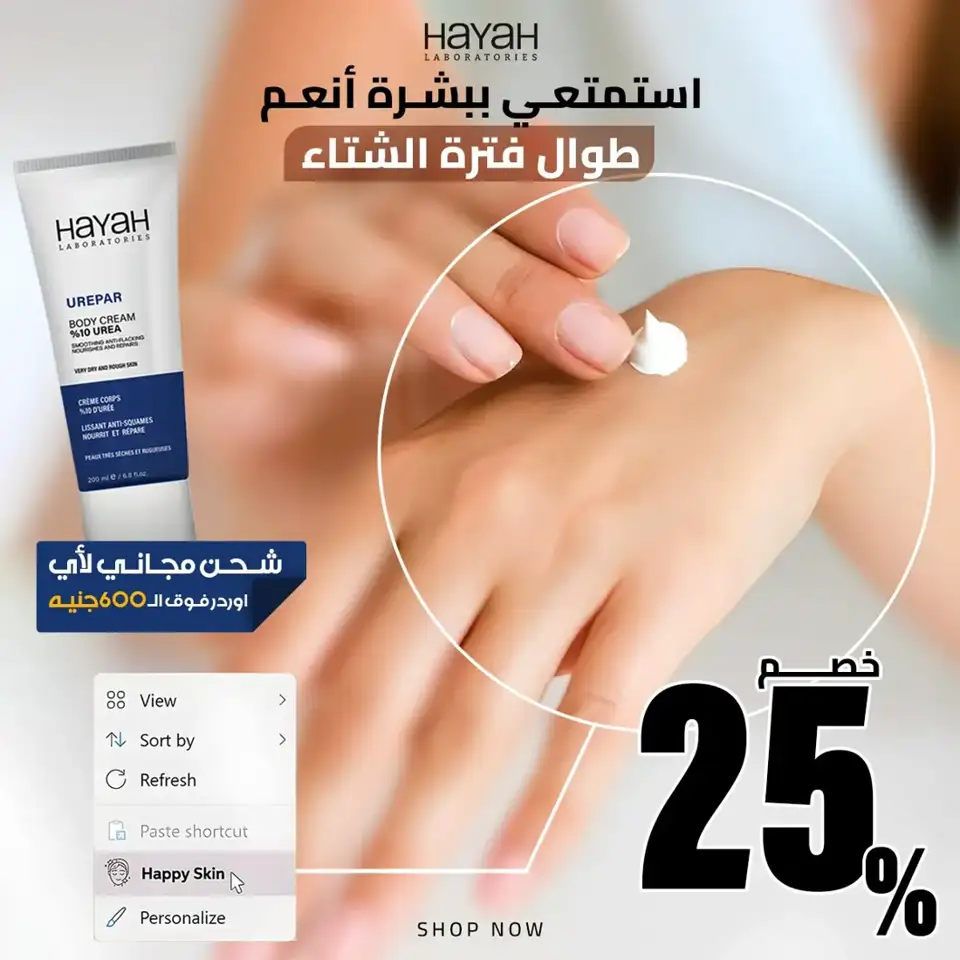 HAYAH
LABORATORIES
استمتعي ببشرة أنعم
طوال فترة الشتاء
HAYAH
LABORATORIES
UREPAR
BODY CREAM
%10 UREA
SMOOTHING ANTI-FLACKING
NOURISHES AND REPAIRS
VERY DRY AND ROUGH SKIN
CRÈME CORPS
%10 D'URÉE
LISSANT ANTI-SQUAMES
NOURRIT ET RÉPARE
PEAUX TRÈS SÈCHES ET RUGUEUSES
200 ml e / 6.8 fl.oz.
شحن مجاني لأي
اوردر فوق الـ 600 جنيه
View
Sort by
Refresh
Paste shortcut
Happy Skin
Personalize
خصم
25%
SHOP NOW